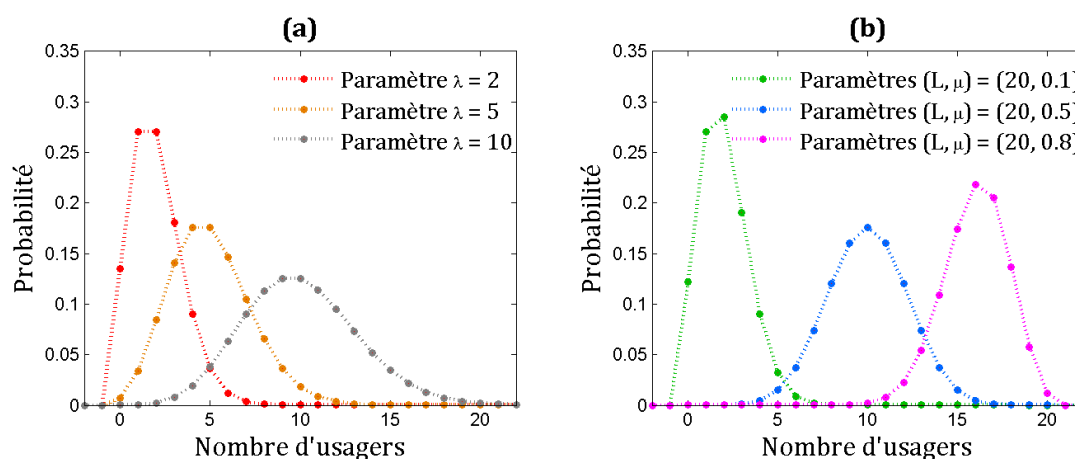 (a)
0.35
0.3
0.25
0.2
0.15
0.1
0.05
0
Probabilité
Paramètre λ = 2
Paramètre λ = 5
Paramètre λ = 10
0 5 10 15 20
Nombre d'usagers
(b)
0.35
0.3
0.25
0.2
0.15
0.1
0.05
0
Probabilité
Paramètres (L, μ) = (20, 0.1)
Paramètres (L, μ) = (20, 0.5)
Paramètres (L, μ) = (20, 0.8)
0 5 10 15 20
Nombre d'usagers